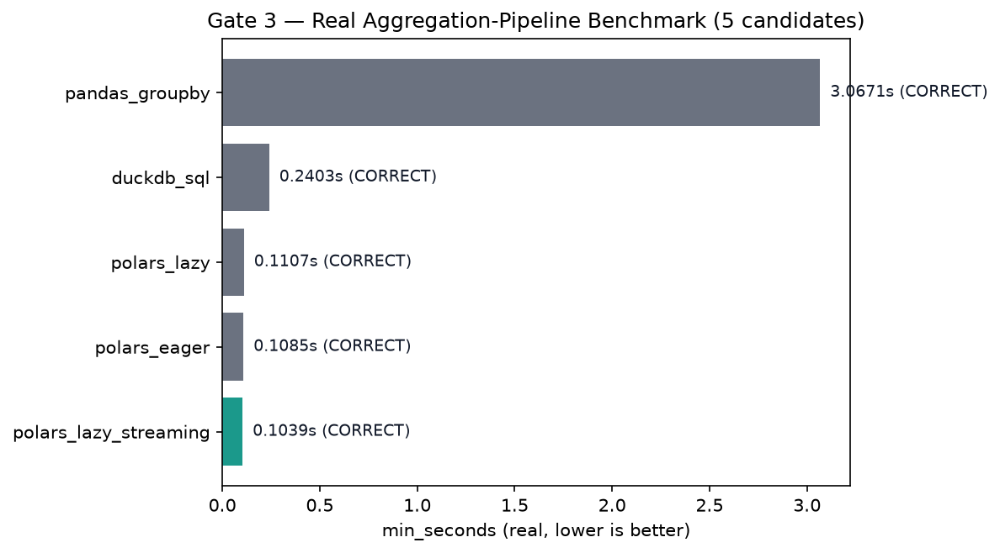 Gate 3 — Real Aggregation-Pipeline Benchmark (5 candidates)
pandas_groupby
3.0671s (CORRECT)
duckdb_sql
0.2403s (CORRECT)
polars_lazy
0.1107s (CORRECT)
polars_eager
0.1085s (CORRECT)
polars_lazy_streaming
0.1039s (CORRECT)
0.0 0.5 1.0 1.5 2.0 2.5 3.0
min_seconds (real, lower is better)